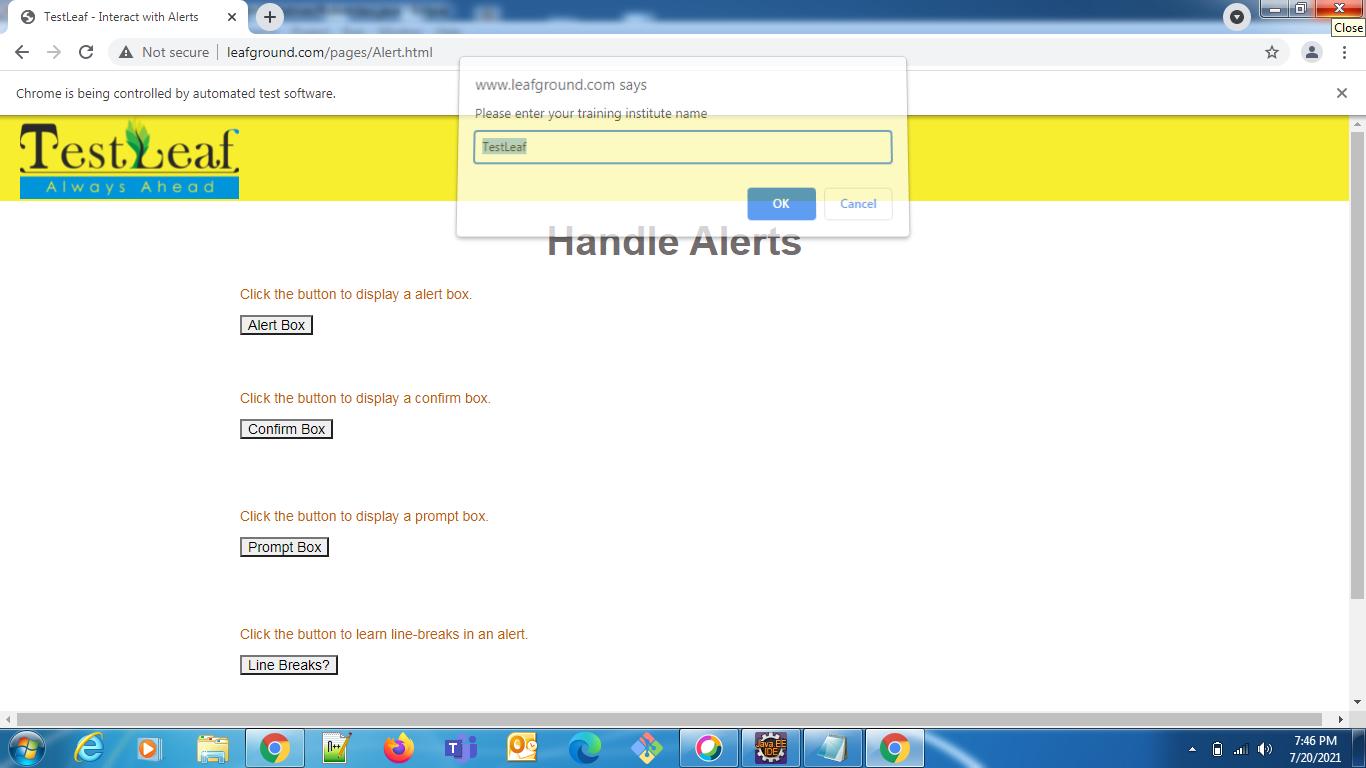 TestLeaf - Interact with Alerts
Close
Not secure
leafground.com/pages/Alert.html
Chrome is being controlled by automated test software.
www.leafground.com says
Please enter your training institute name
TestLeaf
OK
Cancel
TestLeaf
Always Ahead
Handle Alerts
Click the button to display a alert box.
Alert Box
Click the button to display a confirm box.
Confirm Box
Click the button to display a prompt box.
Prompt Box
Click the button to learn line-breaks in an alert.
Line Breaks?
Java EE
IDE
7:46 PM
7/20/2021